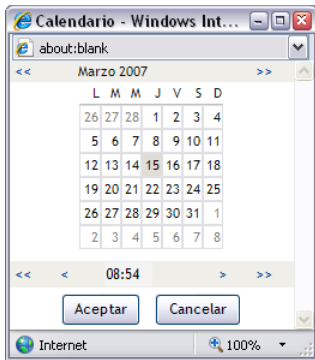 Calendario - Windows Int...
about:blank
<< Marzo 2007 >>
L M M J V S D
26 27 28 1 2 3 4
5 6 7 8 9 10 11
12 13 14 15 16 17 18
19 20 21 22 23 24 25
26 27 28 29 30 31 1
2 3 4 5 6 7 8
<< < 08:54 > >>
Aceptar Cancelar
Internet 100%